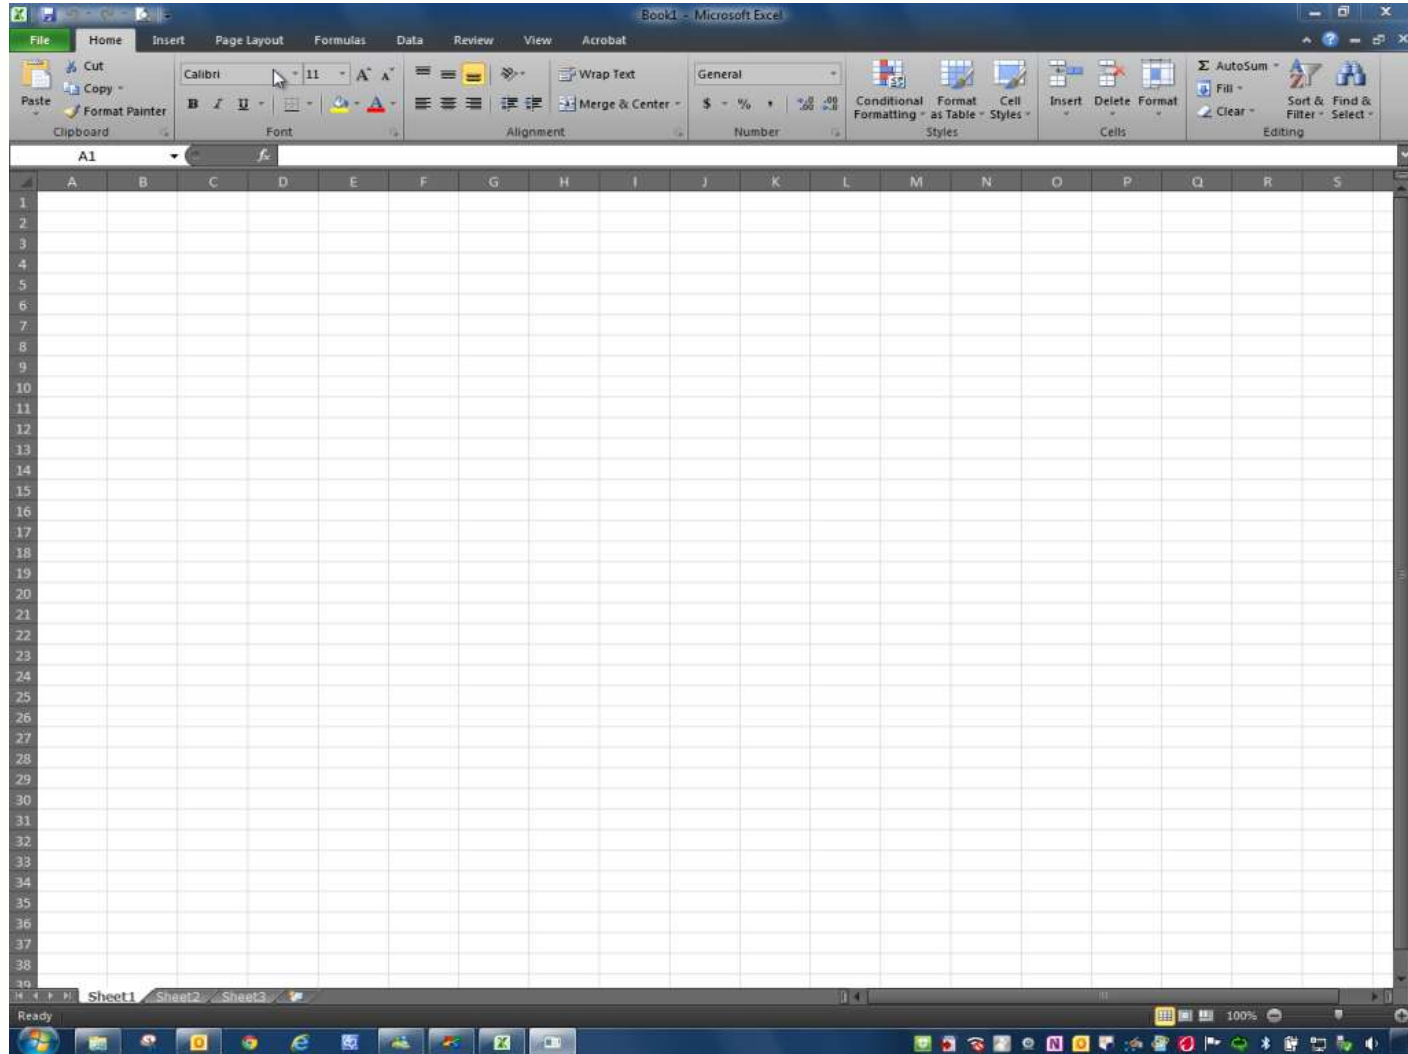 Book1 - Microsoft Excel
File Home Insert Page Layout Formulas Data Review View Acrobat
Paste
Cut
Copy
Format Painter
Clipboard
Calibri 11
B I U
Font
Wrap Text
Merge & Center
Alignment
General
$ % ,
Number
Conditional Formatting
Format as Table
Cell Styles
Styles
Insert Delete Format
Cells
Σ AutoSum
Fill
Clear
Sort & Filter
Find & Select
Editing
A1 fx
A B C D E F G H I J K L M N O P Q R S
1
2
3
4
5
6
7
8
9
10
11
12
13
14
15
16
17
18
19
20
21
22
23
24
25
26
27
28
29
30
31
32
33
34
35
36
37
38
39
Sheet1 Sheet2 Sheet3
Ready 100%